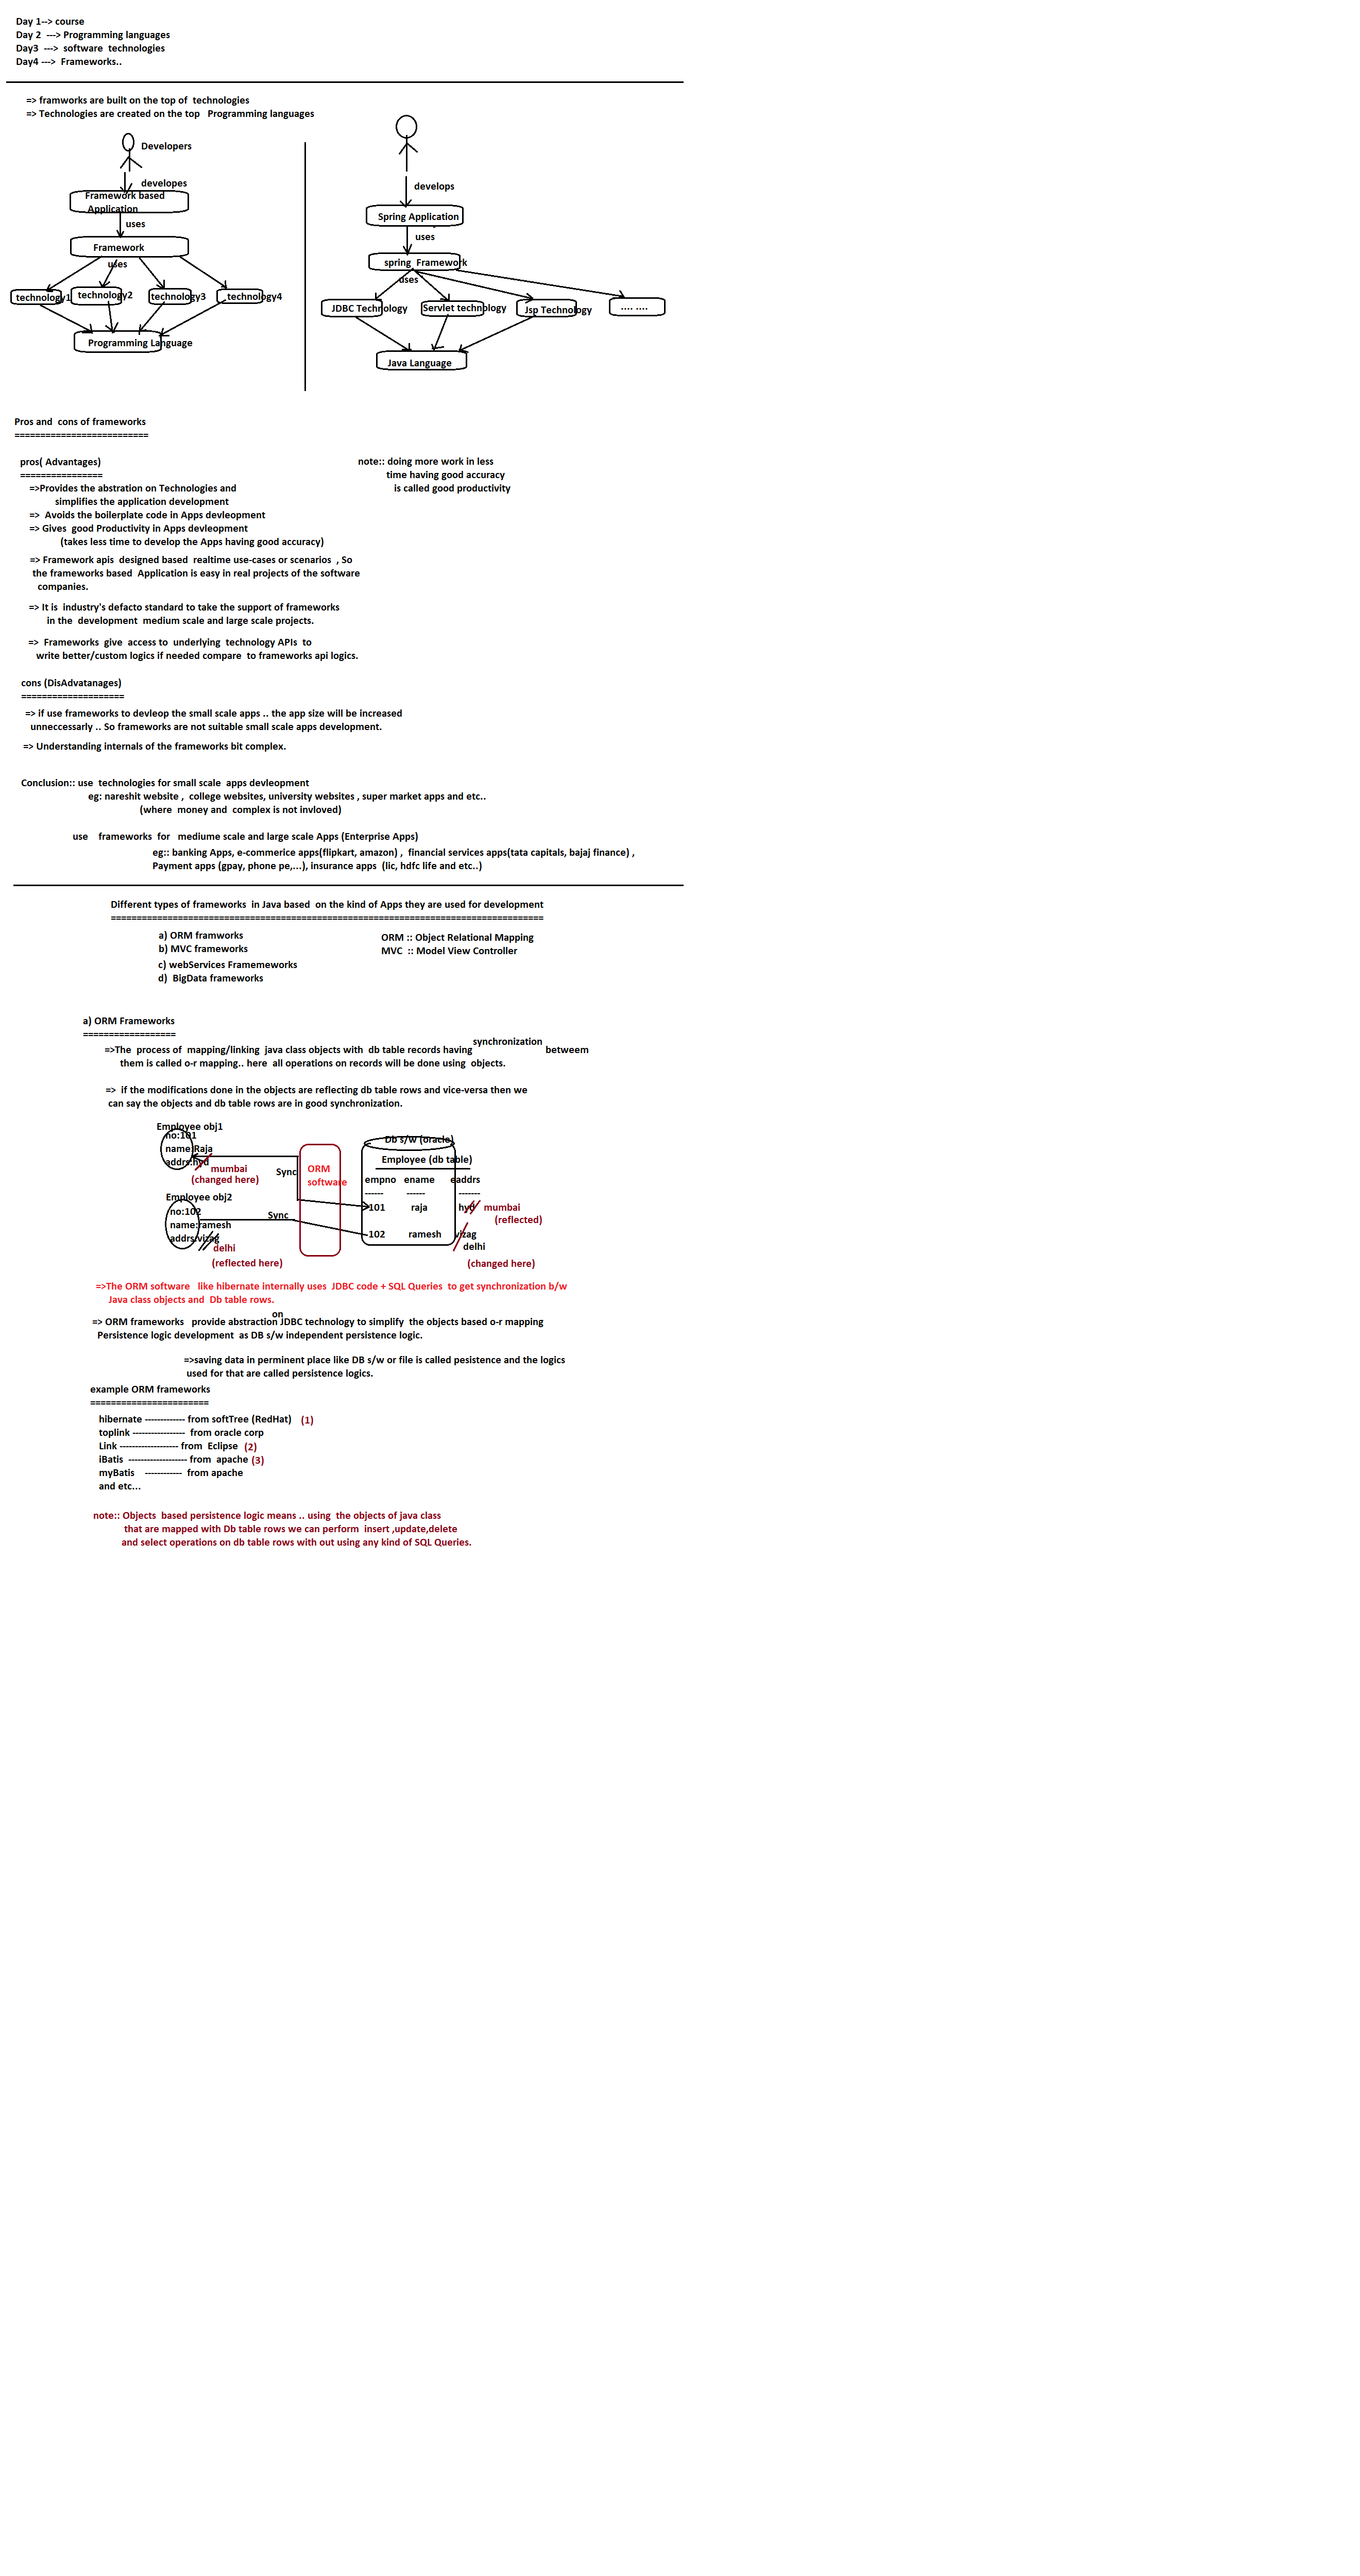 Day 1--> course
Day 2 ---> Programming languages
Day3 ---> software technologies
Day4 ---> Frameworks..
=> framworks are built on the top of technologies
=> Technologies are created on the top Programming languages
Developers
developes
Framework based
Application
uses
Framework
uses
technology1 technology2 technology3 technology4
Programming Language
develops
Spring Application
uses
spring Framework
uses
JDBC Technology Servlet technology Jsp Technology .... ....
Java Language
Pros and cons of frameworks
==========================
pros( Advantages)
================
=>Provides the abstration on Technologies and
simplifies the application development
=> Avoids the boilerplate code in Apps devleopment
=> Gives good Productivity in Apps devleopment
(takes less time to develop the Apps having good accuracy)
note:: doing more work in less
time having good accuracy
is called good productivity
=> Framework apis designed based realtime use-cases or scenarios , So
the frameworks based Application is easy in real projects of the software
companies.
=> It is industry's defacto standard to take the support of frameworks
in the development medium scale and large scale projects.
=> Frameworks give access to underlying technology APIs to
write better/custom logics if needed compare to frameworks api logics.
cons (DisAdvatanages)
====================
=> if use frameworks to devleop the small scale apps .. the app size will be increased
unneccessarly .. So frameworks are not suitable small scale apps development.
=> Understanding internals of the frameworks bit complex.
Conclusion:: use technologies for small scale apps devleopment
eg: nareshit website , college websites, university websites , super market apps and etc..
(where money and complex is not invloved)
use frameworks for mediume scale and large scale Apps (Enterprise Apps)
eg:: banking Apps, e-commerice apps(flipkart, amazon) , financial services apps(tata capitals, bajaj finance) ,
Payment apps (gpay, phone pe,...), insurance apps (lic, hdfc life and etc..)
Different types of frameworks in Java based on the kind of Apps they are used for development
====================================================================================
a) ORM framworks
b) MVC frameworks
c) webServices Framemeworks
d) BigData frameworks
ORM :: Object Relational Mapping
MVC :: Model View Controller
a) ORM Frameworks
==================
=>The process of mapping/linking java class objects with db table records having synchronization betweem
them is called o-r mapping.. here all operations on records will be done using objects.
=> if the modifications done in the objects are reflecting db table rows and vice-versa then we
can say the objects and db table rows are in good synchronization.
Employee obj1
no:101
name:Raja
addrs:hyd
mumbai
(changed here)
Sync
Employee obj2
no:102
name:ramesh
addrs:vizag
delhi
(reflected here)
Sync
ORM
software
Db s/w (oracle)
Employee (db table)
empno ename eaddrs
------ ------ -------
101 raja hyd mumbai
(reflected)
102 ramesh vizag
delhi
(changed here)
=>The ORM software like hibernate internally uses JDBC code + SQL Queries to get synchronization b/w
Java class objects and Db table rows.
on
=> ORM frameworks provide abstraction JDBC technology to simplify the objects based o-r mapping
Persistence logic development as DB s/w independent persistence logic.
=>saving data in perminent place like DB s/w or file is called pesistence and the logics
used for that are called persistence logics.
example ORM frameworks
=======================
hibernate ------------- from softTree (RedHat) (1)
toplink ----------------- from oracle corp
Link ------------------- from Eclipse (2)
iBatis ------------------- from apache (3)
myBatis ------------ from apache
and etc...
note:: Objects based persistence logic means .. using the objects of java class
that are mapped with Db table rows we can perform insert ,update,delete
and select operations on db table rows with out using any kind of SQL Queries.